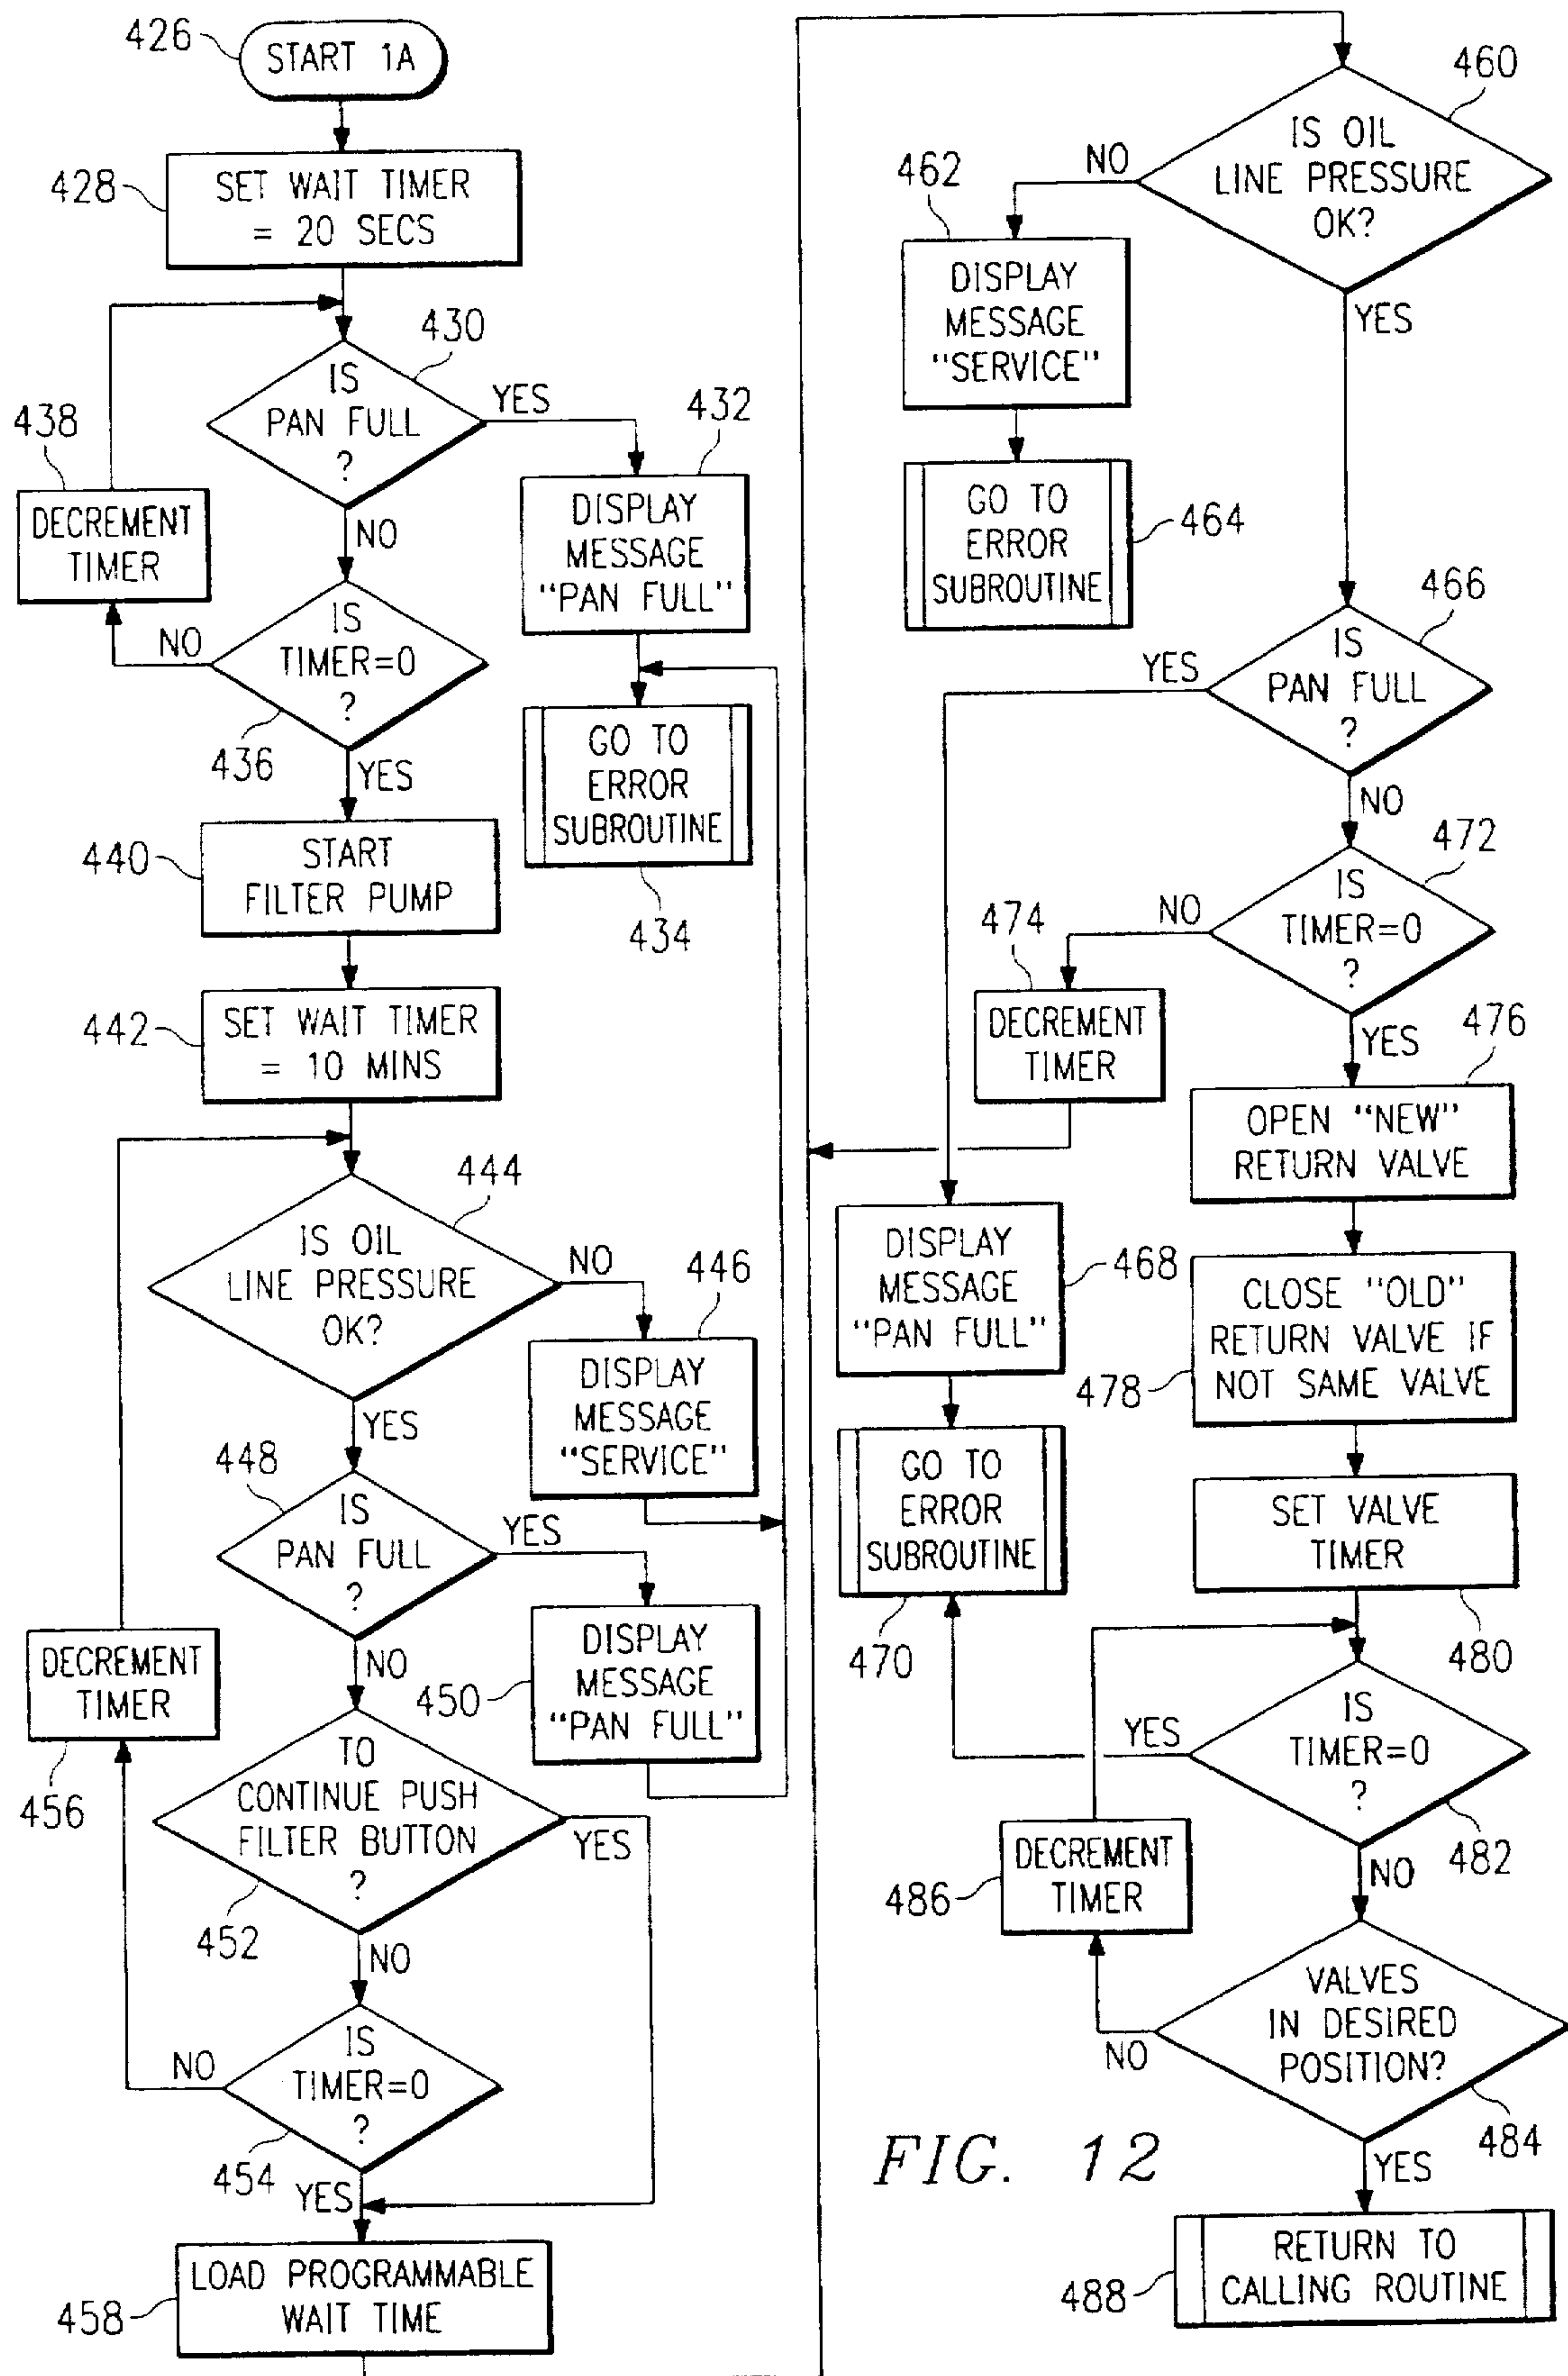 426
START 1A
428
SET WAIT TIMER
= 20 SECS
430
IS
PAN FULL
?
YES
NO
432
DISPLAY
MESSAGE
"PAN FULL"
438
DECREMENT
TIMER
NO
IS
TIMER=0
?
436
YES
GO TO
ERROR
SUBROUTINE
434
440
START
FILTER PUMP
442
SET WAIT TIMER
= 10 MINS
444
IS OIL
LINE PRESSURE
OK?
NO
YES
446
DISPLAY
MESSAGE
"SERVICE"
448
IS
PAN FULL
?
YES
NO
450
DISPLAY
MESSAGE
"PAN FULL"
DECREMENT
TIMER
456
TO
CONTINUE PUSH
FILTER BUTTON
?
452
YES
NO
IS
TIMER=0
?
454
NO
YES
458
LOAD PROGRAMMABLE
WAIT TIME
460
IS OIL
LINE PRESSURE
OK?
NO
YES
462
DISPLAY
MESSAGE
"SERVICE"
GO TO
ERROR
SUBROUTINE
464
466
IS
PAN FULL
?
YES
NO
472
IS
TIMER=0
?
NO
YES
474
DECREMENT
TIMER
476
OPEN "NEW"
RETURN VALVE
DISPLAY
MESSAGE
"PAN FULL"
468
CLOSE "OLD"
RETURN VALVE IF
NOT SAME VALVE
478
GO TO
ERROR
SUBROUTINE
470
SET VALVE
TIMER
480
IS
TIMER=0
?
482
YES
NO
486
DECREMENT
TIMER
VALVES
IN DESIRED
POSITION?
484
NO
YES
488
RETURN TO
CALLING ROUTINE
FIG. 12